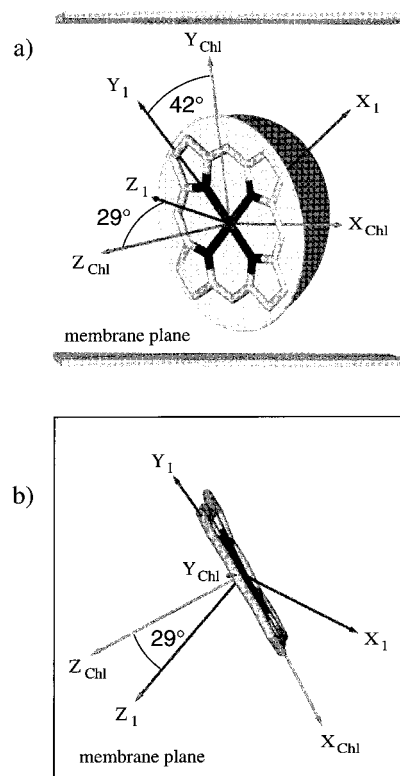 a)
Y_Chl
Y_1
42°
X_1
Z_1
29°
X_Chl
Z_Chl
membrane plane
b)
Y_1
Y_Chl
29°
Z_Chl
X_1
Z_1
X_Chl
membrane plane